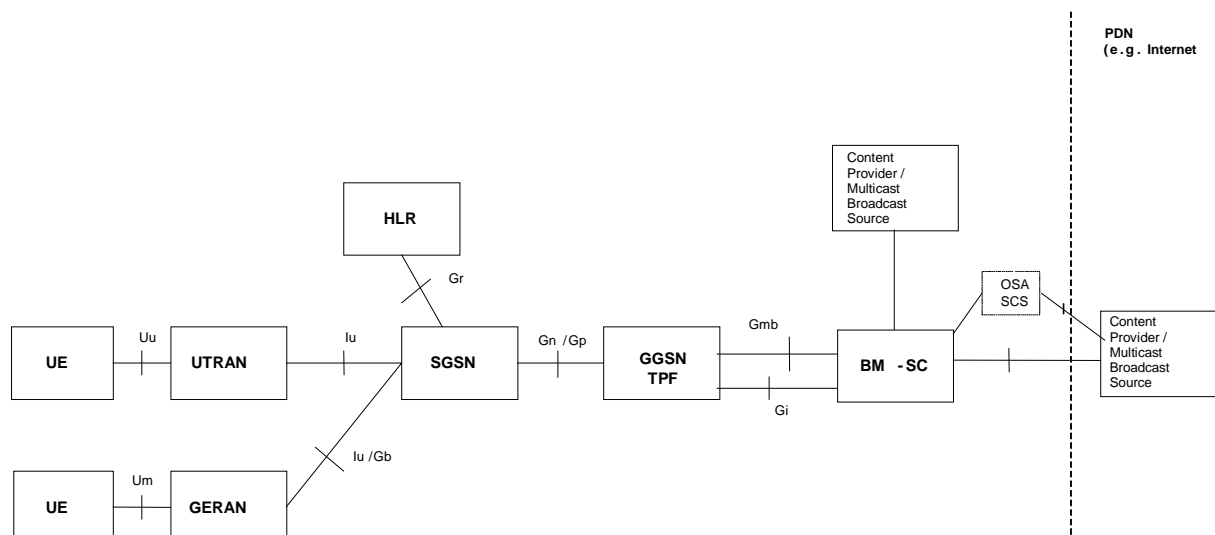 PDN
(e.g. Internet
Content
Provider /
Multicast
Broadcast
Source
HLR
Gr
OSA
SCS
Uu
Iu
Gn /Gp
Gmb
Content
Provider /
Multicast
Broadcast
Source
UE
UTRAN
SGSN
GGSN
TPF
BM -SC
Gi
Iu /Gb
Um
UE
GERAN